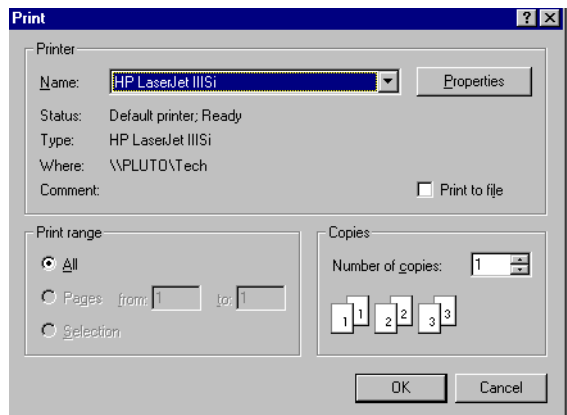 Print
Printer
Name: HP LaserJet IIISi Properties
Status: Default printer; Ready
Type: HP LaserJet IIISi
Where: \\PLUTO\Tech
Comment: Print to file
Print range
All
Pages from: 1 to: 1
Selection
Copies
Number of copies: 1
1 1 2 2 3 3
OK Cancel